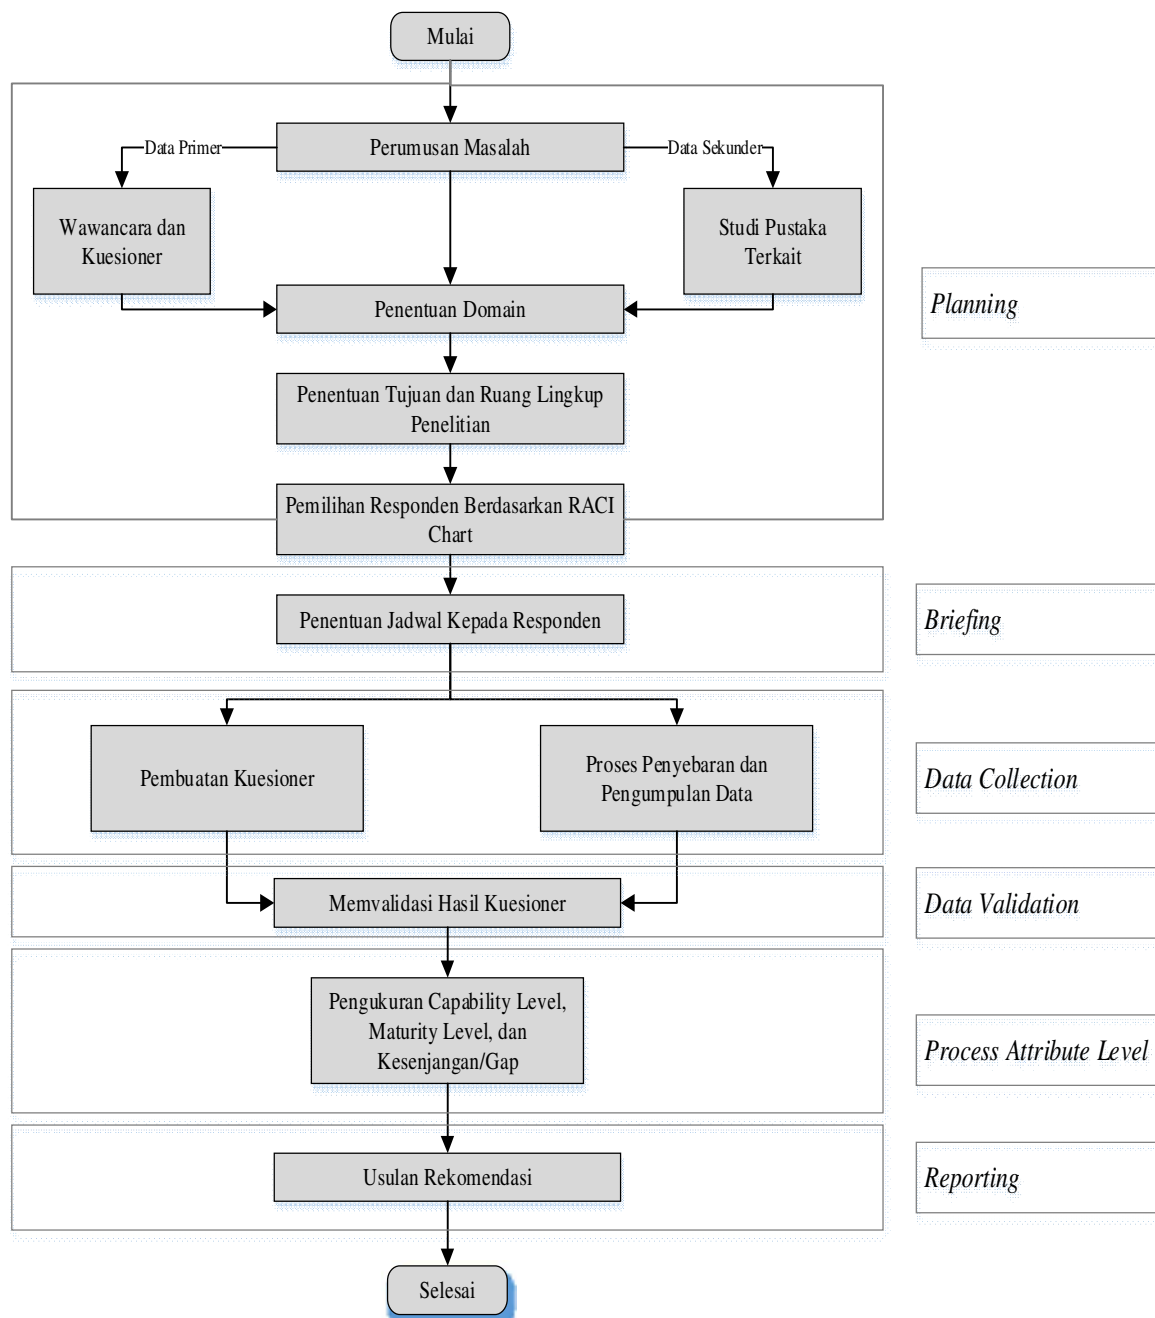 Mulai
Perumusan Masalah
Data Primer
Data Sekunder
Wawancara dan
Kuesioner
Studi Pustaka
Terkait
Penentuan Domain
Planning
Penentuan Tujuan dan Ruang Lingkup
Penelitian
Pemilihan Responden Berdasarkan RACI
Chart
Penentuan Jadwal Kepada Responden
Briefing
Pembuatan Kuesioner
Proses Penyebaran dan
Pengumpulan Data
Data Collection
Memvalidasi Hasil Kuesioner
Data Validation
Pengukuran Capability Level,
Maturity Level, dan
Kesenjangan/Gap
Process Attribute Level
Usulan Rekomendasi
Reporting
Selesai